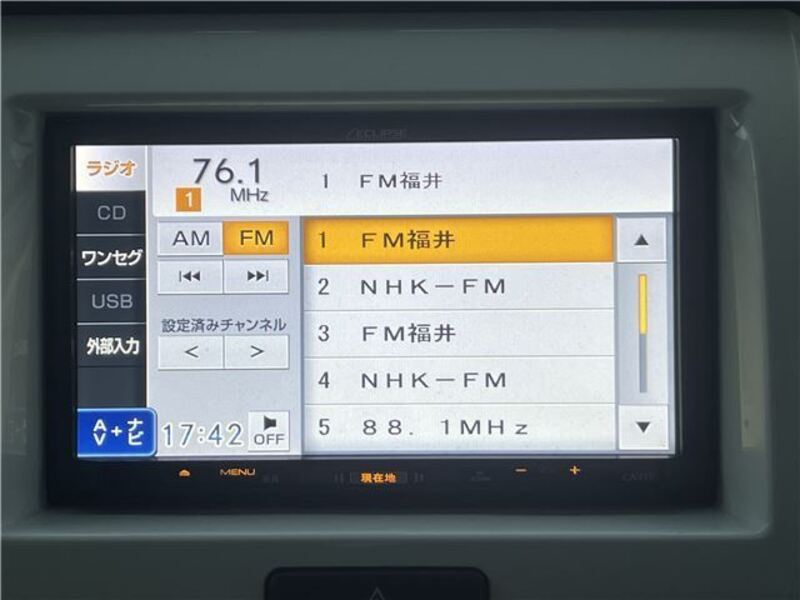 ECLIPSE
ラジオ
76.1
1 MHz
1 FM福井
CD
ワンセグ
USB
外部入力
AM FM
設定済みチャンネル
< >
1 FM福井
2 NHK－FM
3 FM福井
4 NHK－FM
5 88．1MHz
AV+ナビ
17:42
OFF
MENU
現在地
- +